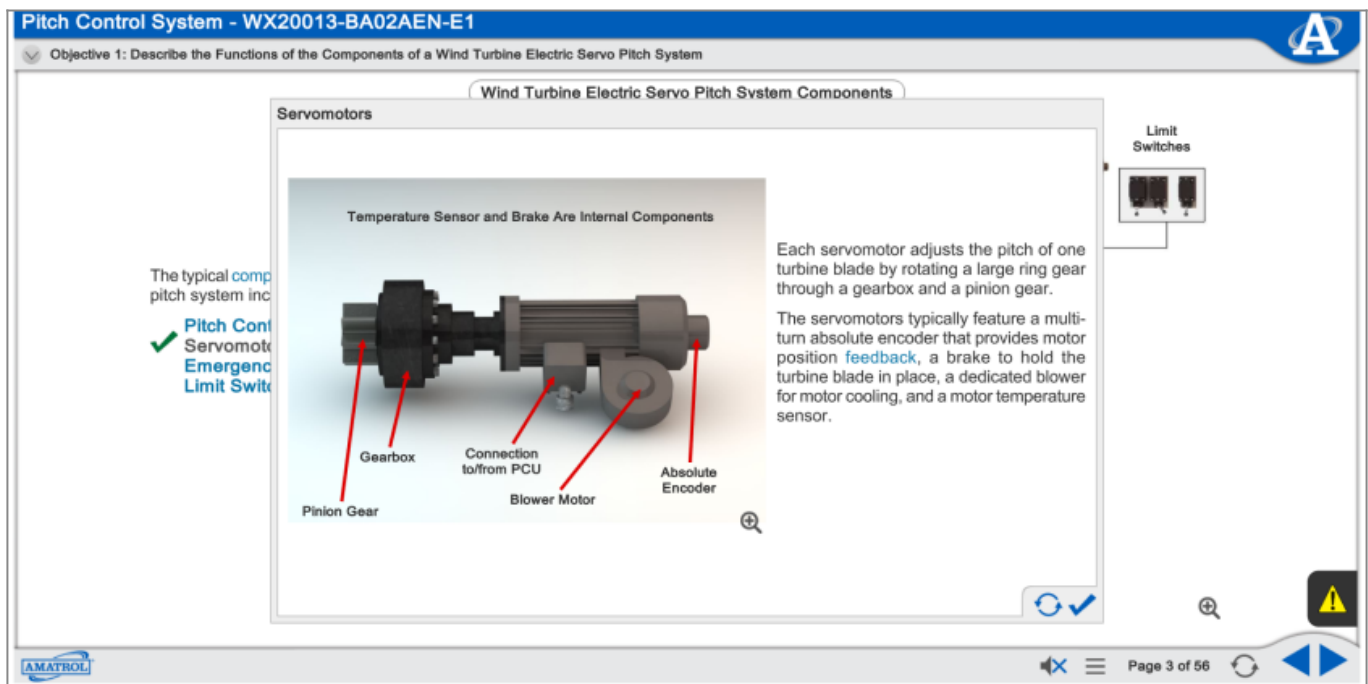 Pitch Control System - WX20013-BA02AEN-E1
Objective 1: Describe the Functions of the Components of a Wind Turbine Electric Servo Pitch System
A
Wind Turbine Electric Servo Pitch System Components
Servomotors
Limit
Switches
Temperature Sensor and Brake Are Internal Components
Gearbox
Connection
to/from PCU
Absolute
Encoder
Blower Motor
Pinion Gear
Each servomotor adjusts the pitch of one
turbine blade by rotating a large ring gear
through a gearbox and a pinion gear.
The servomotors typically feature a multi-
turn absolute encoder that provides motor
position feedback, a brake to hold the
turbine blade in place, a dedicated blower
for motor cooling, and a motor temperature
sensor.
The typical comp
pitch system inc
Pitch Cont
Servomoto
Emergenc
Limit Switc
AMATROL
Page 3 of 56